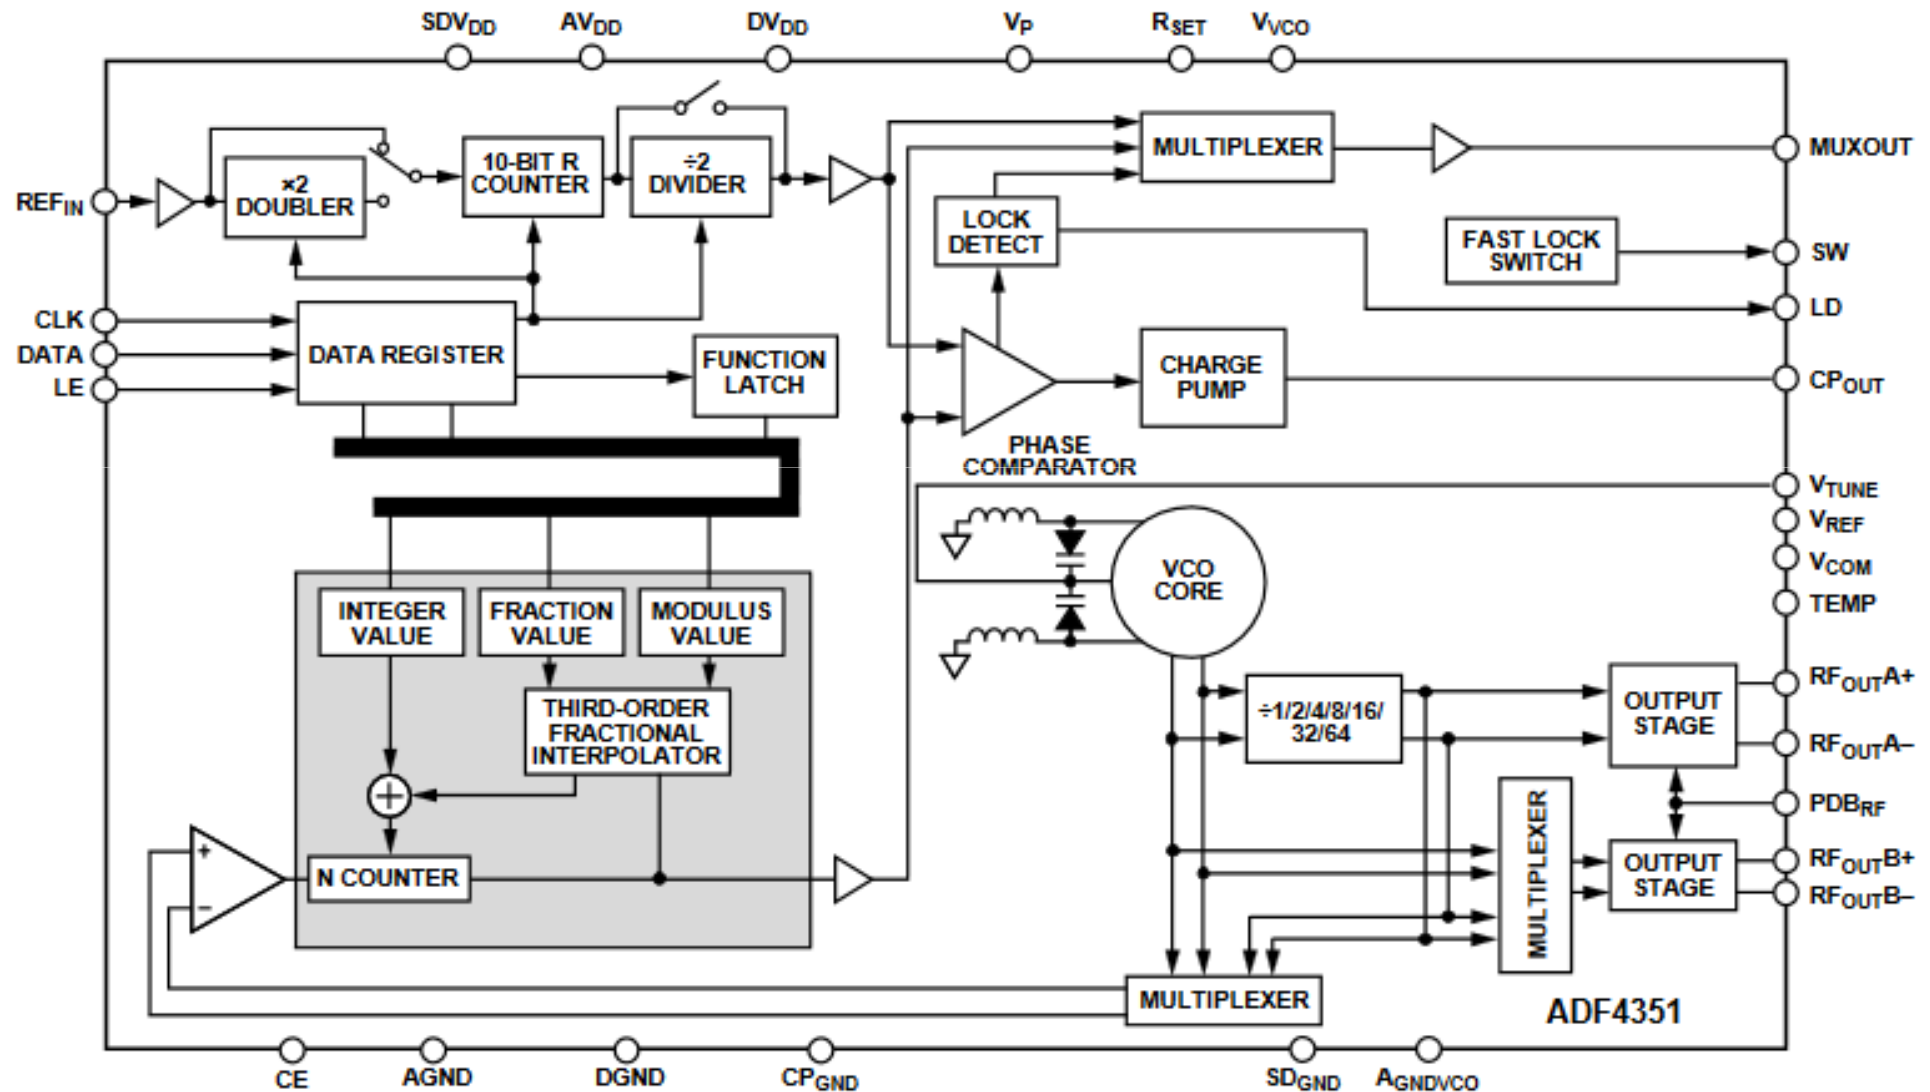 SDVDD AVDD DVDD VP RSET VVCO
MULTIPLEXER
MUXOUT
10-BIT R
COUNTER
÷2
DIVIDER
×2
DOUBLER
REFIN
LOCK
DETECT
FAST LOCK
SWITCH
SW
LD
CLK
DATA
LE
DATA REGISTER
FUNCTION
LATCH
CHARGE
PUMP
CPOUT
PHASE
COMPARATOR
VTUNE
VREF
VCOM
TEMP
VCO
CORE
INTEGER
VALUE
FRACTION
VALUE
MODULUS
VALUE
THIRD-ORDER
FRACTIONAL
INTERPOLATOR
÷1/2/4/8/16/
32/64
OUTPUT
STAGE
RFOUTA+
RFOUTA–
PDBRF
+
–
N COUNTER
MULTIPLEXER
OUTPUT
STAGE
RFOUTB+
RFOUTB–
MULTIPLEXER
ADF4351
CE AGND DGND CPGND SDGND AGNDVCO